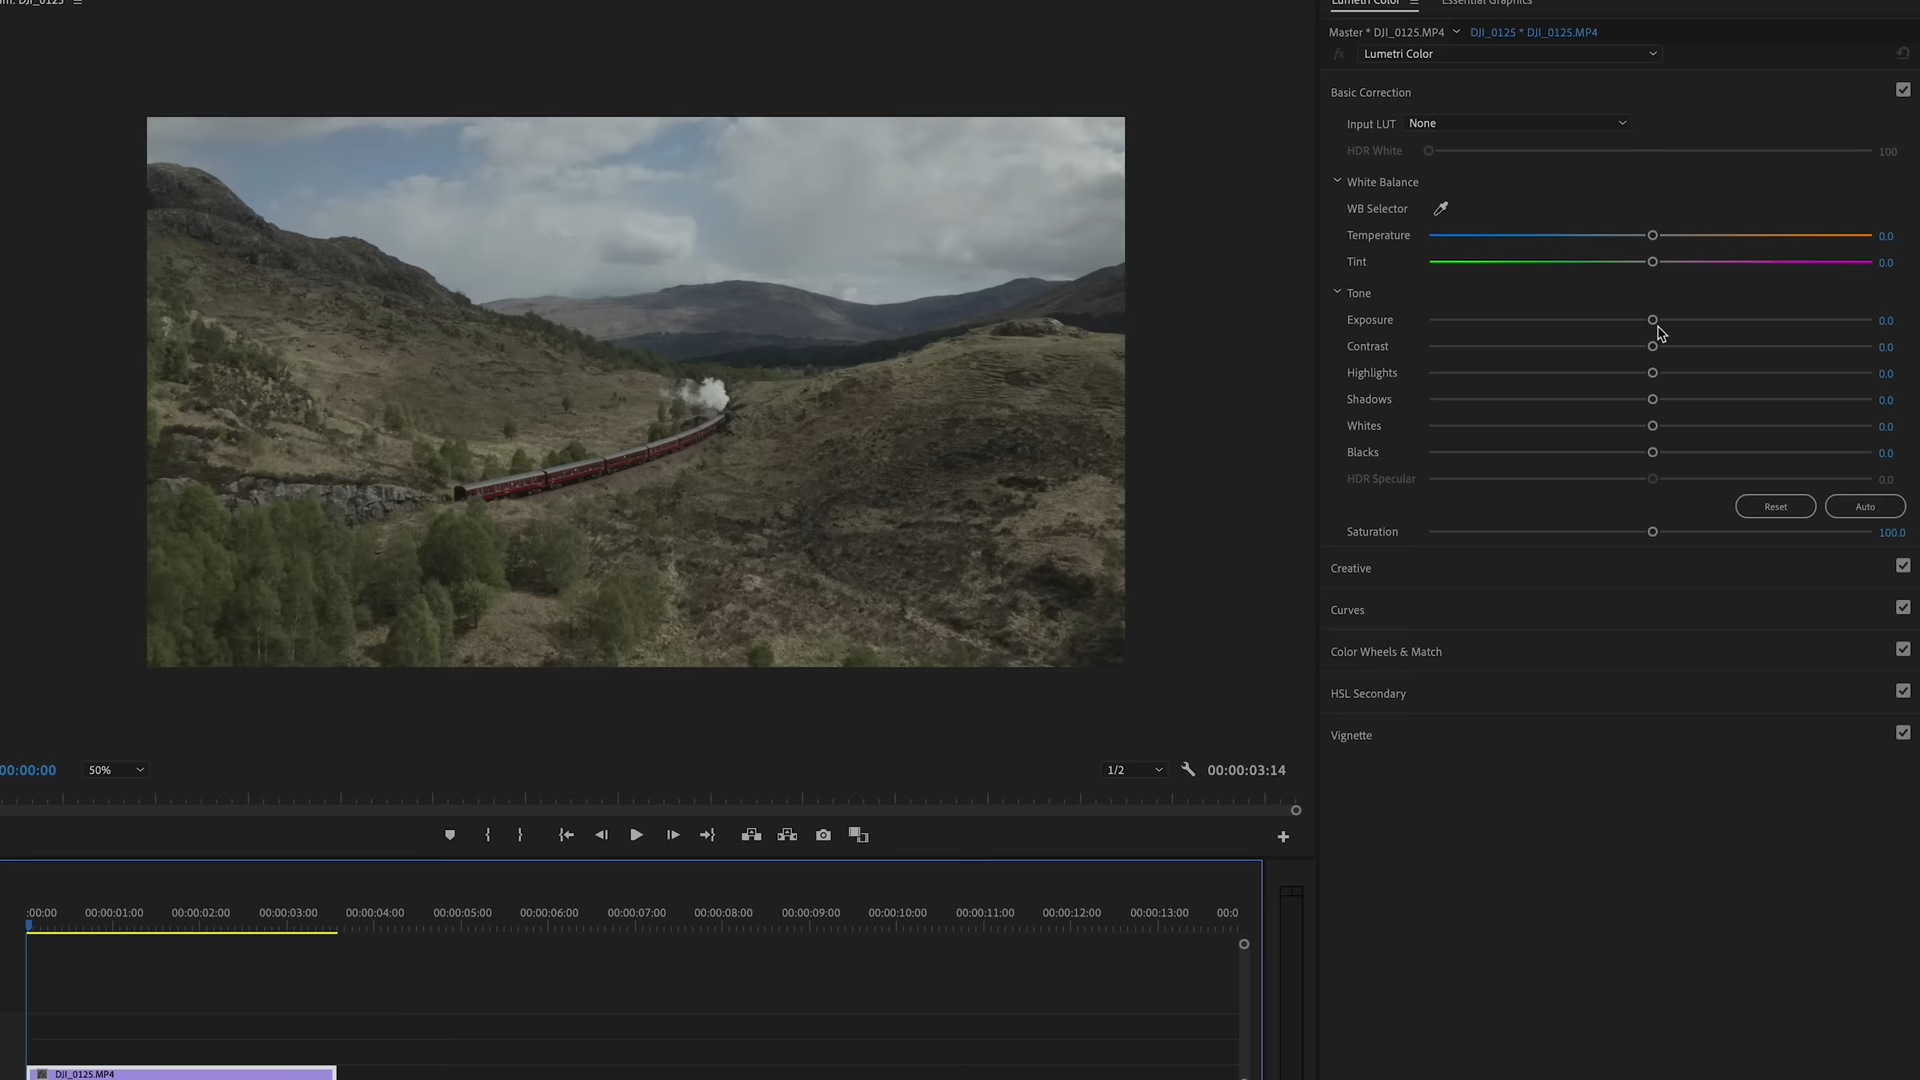 DJI_0125
Lumetri Color
Essential Graphics
Master * DJI_0125.MP4
DJI_0125 * DJI_0125.MP4
fx
Lumetri Color
Basic Correction
Input LUT
None
HDR White
100
White Balance
WB Selector
Temperature
0.0
Tint
0.0
Tone
Exposure
0.0
Contrast
0.0
Highlights
0.0
Shadows
0.0
Whites
0.0
Blacks
0.0
HDR Specular
0.0
Reset
Auto
Saturation
100.0
Creative
Curves
Color Wheels & Match
HSL Secondary
Vignette
00:00:00
50%
1/2
00:00:03:14
:00:00
00:00:01:00
00:00:02:00
00:00:03:00
00:00:04:00
00:00:05:00
00:00:06:00
00:00:07:00
00:00:08:00
00:00:09:00
00:00:10:00
00:00:11:00
00:00:12:00
00:00:13:00
00:0
DJI_0125.MP4